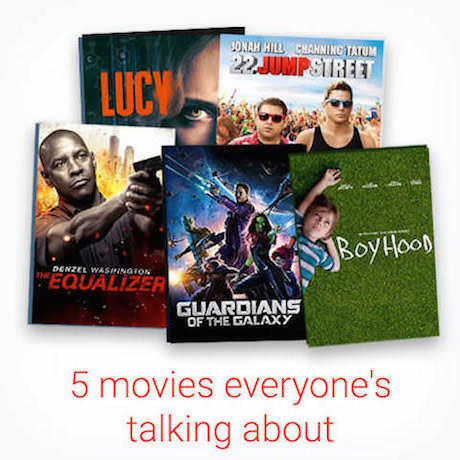 LUCY
JONAH HILL CHANNING TATUM
22 JUMP STREET
DENZEL WASHINGTON
THE EQUALIZER
MARVEL
GUARDIANS
OF THE GALAXY
BOYHOOD
5 movies everyone's
talking about